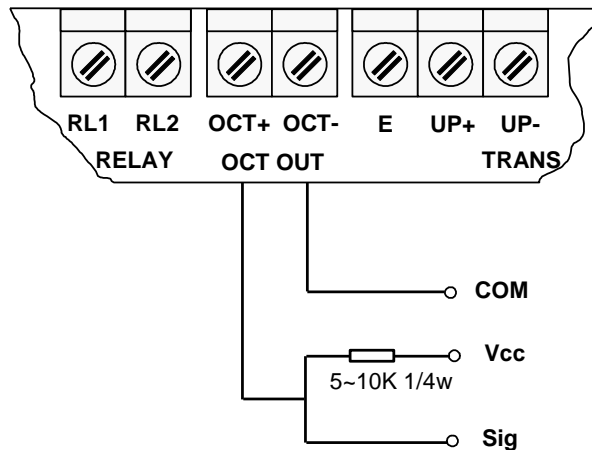 RL1 RL2 OCT+ OCT- E UP+ UP-
RELAY OCT OUT TRANS
COM
Vcc
5~10K 1/4w
Sig